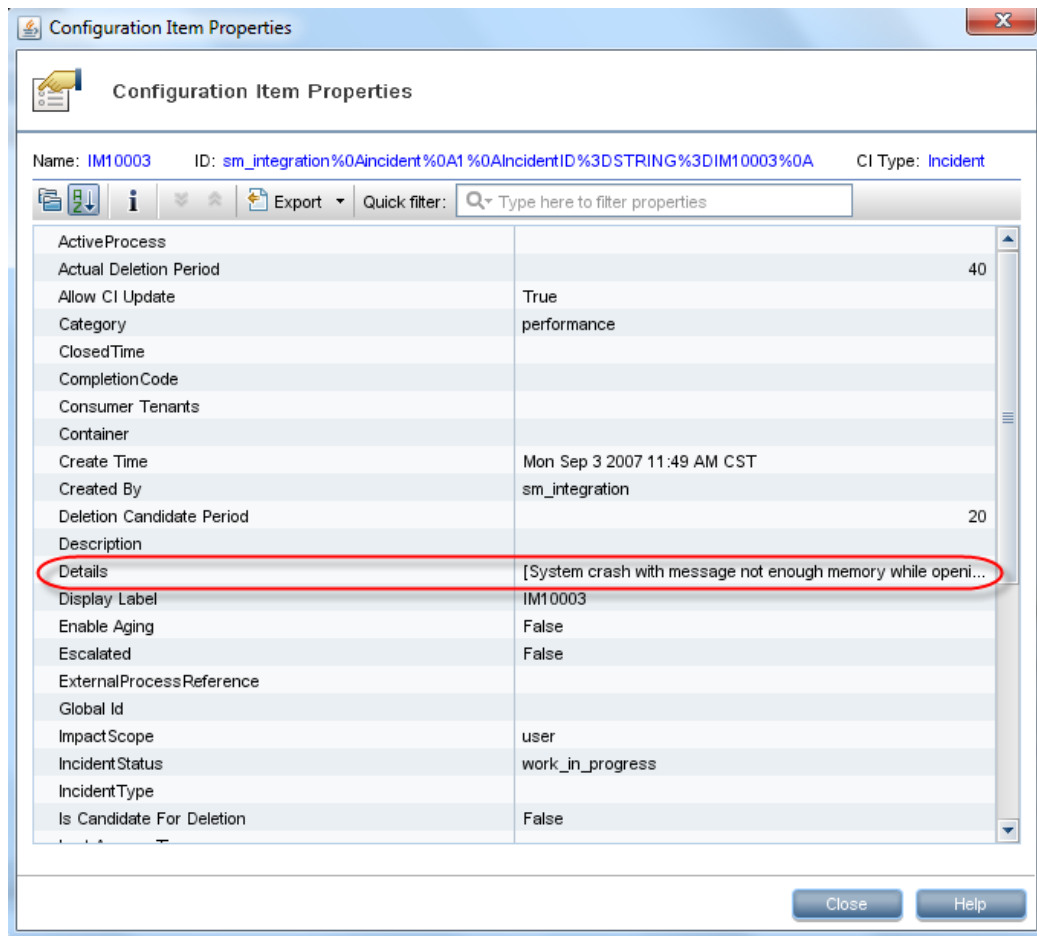 Configuration Item Properties
Configuration Item Properties
Name: IM10003 ID: sm_integration%0Aincident%0A1%0AIncidentID%3DSTRING%3DIM10003%0A CI Type: Incident
Export Quick filter: Type here to filter properties
ActiveProcess
Actual Deletion Period 40
Allow CI Update True
Category performance
ClosedTime
CompletionCode
Consumer Tenants
Container
Create Time Mon Sep 3 2007 11:49 AM CST
Created By sm_integration
Deletion Candidate Period 20
Description
Details [System crash with message not enough memory while openi...
Display Label IM10003
Enable Aging False
Escalated False
ExternalProcessReference
Global Id
ImpactScope user
IncidentStatus work_in_progress
IncidentType
Is Candidate For Deletion False
Close Help